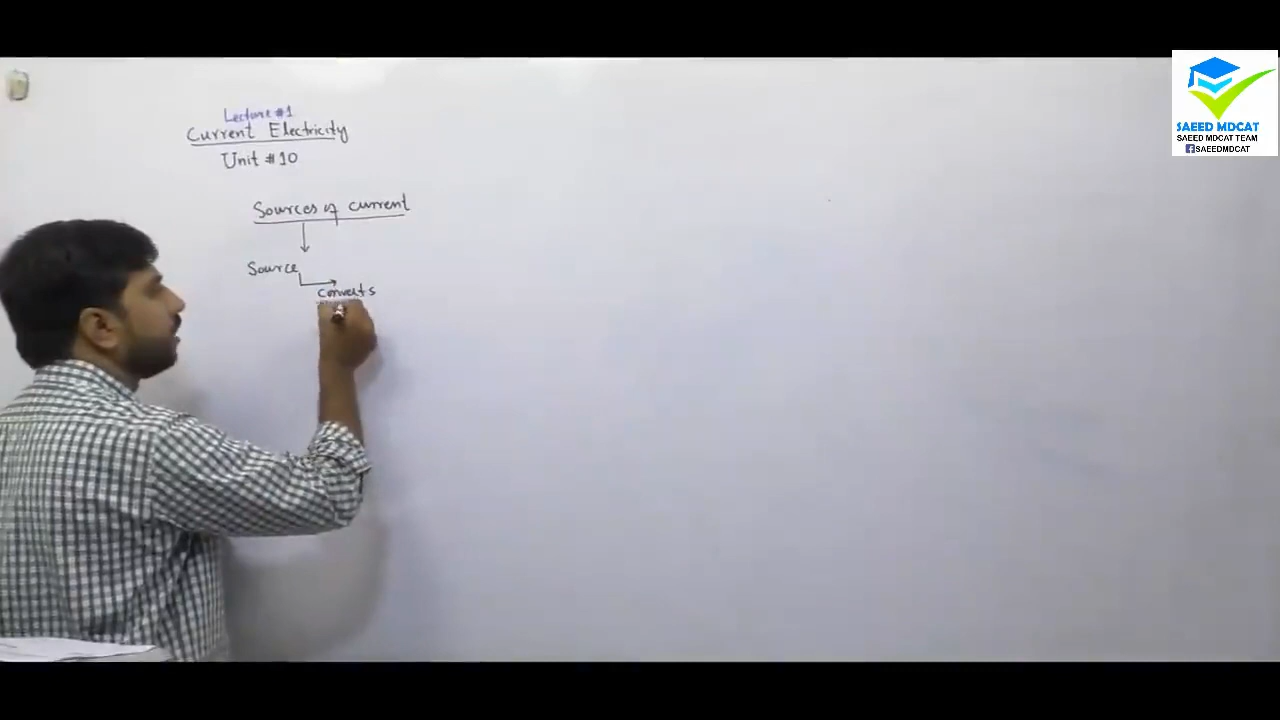 Lecture #1
Current Electricity
Unit #10
Sources of current
Source
Converts
SAEED MDCAT
SAEED MDCAT TEAM
SAEEDMDCAT